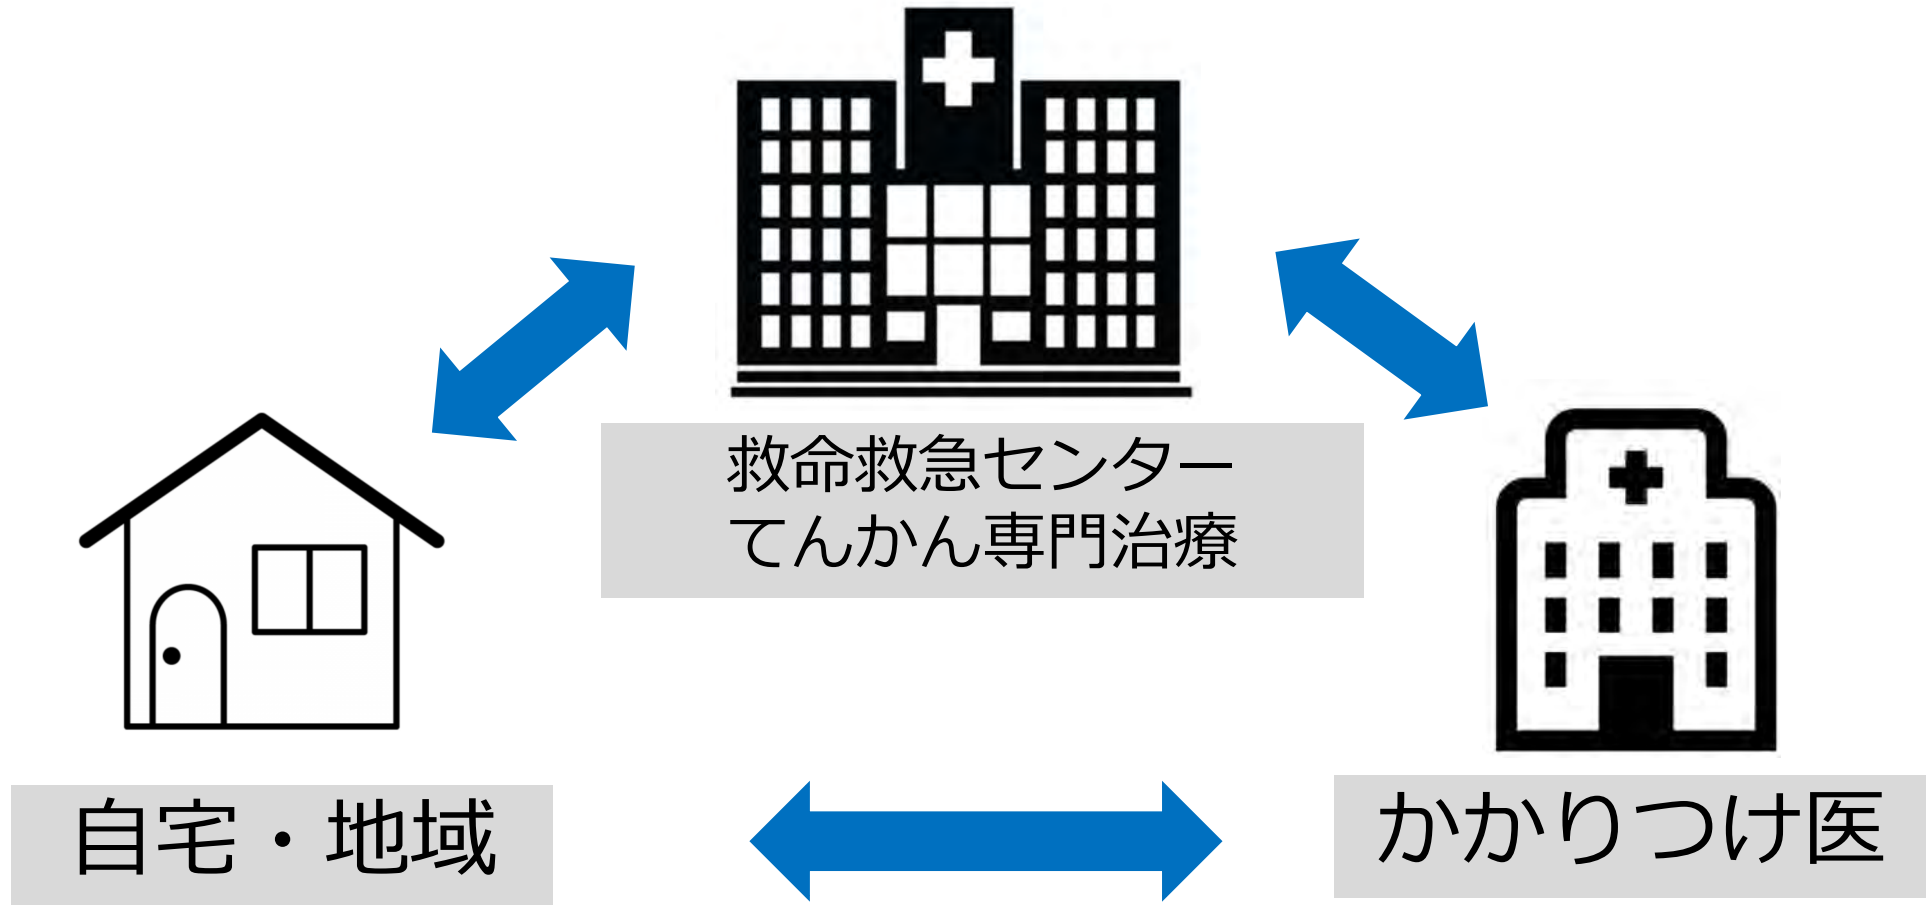 救命救急センター
てんかん専門治療
自宅・地域
かかりつけ医